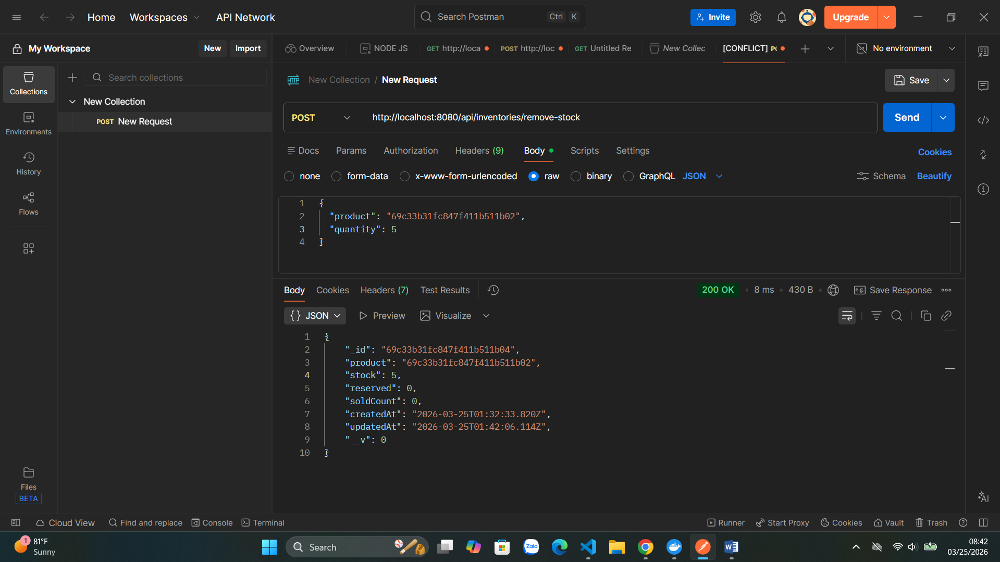 Home
Workspaces
API Network
Search Postman
Ctrl
K
Invite
Upgrade
My Workspace
New
Import
Overview
NODE JS
GET http://loca
POST http://loc
GET Untitled Re
New Collec
[CONFLICT]
No environment
Collections
Search collections
New Collection
POST New Request
Environments
History
Flows
Files
BETA
HTTP
New Collection / New Request
Save
POST
http://localhost:8080/api/inventories/remove-stock
Send
Docs
Params
Authorization
Headers (9)
Body
Scripts
Settings
Cookies
none
form-data
x-www-form-urlencoded
raw
binary
GraphQL
JSON
Schema
Beautify
1 {
2 "product": "69c33b31fc847f411b511b02",
3 "quantity": 5
4 }
Body
Cookies
Headers (7)
Test Results
200 OK
8 ms
430 B
e.g.
Save Response
{} JSON
Preview
Visualize
1 {
2 "_id": "69c33b31fc847f411b511b04",
3 "product": "69c33b31fc847f411b511b02",
4 "stock": 5,
5 "reserved": 0,
6 "soldCount": 0,
7 "createdAt": "2026-03-25T01:32:33.820Z",
8 "updatedAt": "2026-03-25T01:42:06.114Z",
9 "__v": 0
10 }
AI
Cloud View
Find and replace
Console
Terminal
Runner
Start Proxy
Cookies
Vault
Trash
1
81°F
Sunny
Search
Zalo
08:42
03/25/2026